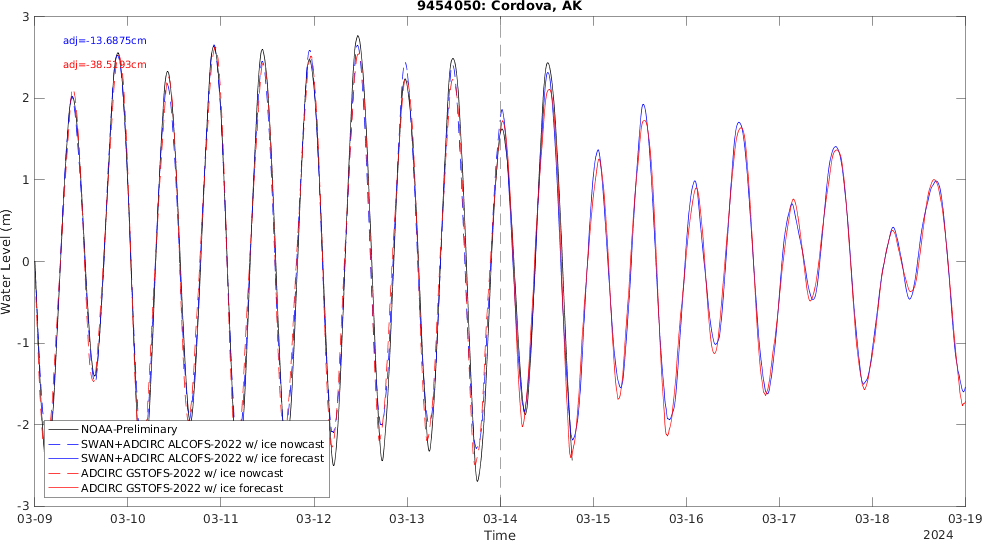 9454050: Cordova, AK
adj=-13.6875cm
adj=-38.5193cm
Water Level (m)
3
2
1
0
-1
-2
-3
NOAA-Preliminary
SWAN+ADCIRC ALCOFS-2022 w/ ice nowcast
SWAN+ADCIRC ALCOFS-2022 w/ ice forecast
ADCIRC GSTOFS-2022 w/ ice nowcast
ADCIRC GSTOFS-2022 w/ ice forecast
03-09 03-10 03-11 03-12 03-13 03-14 03-15 03-16 03-17 03-18 03-19
Time
2024